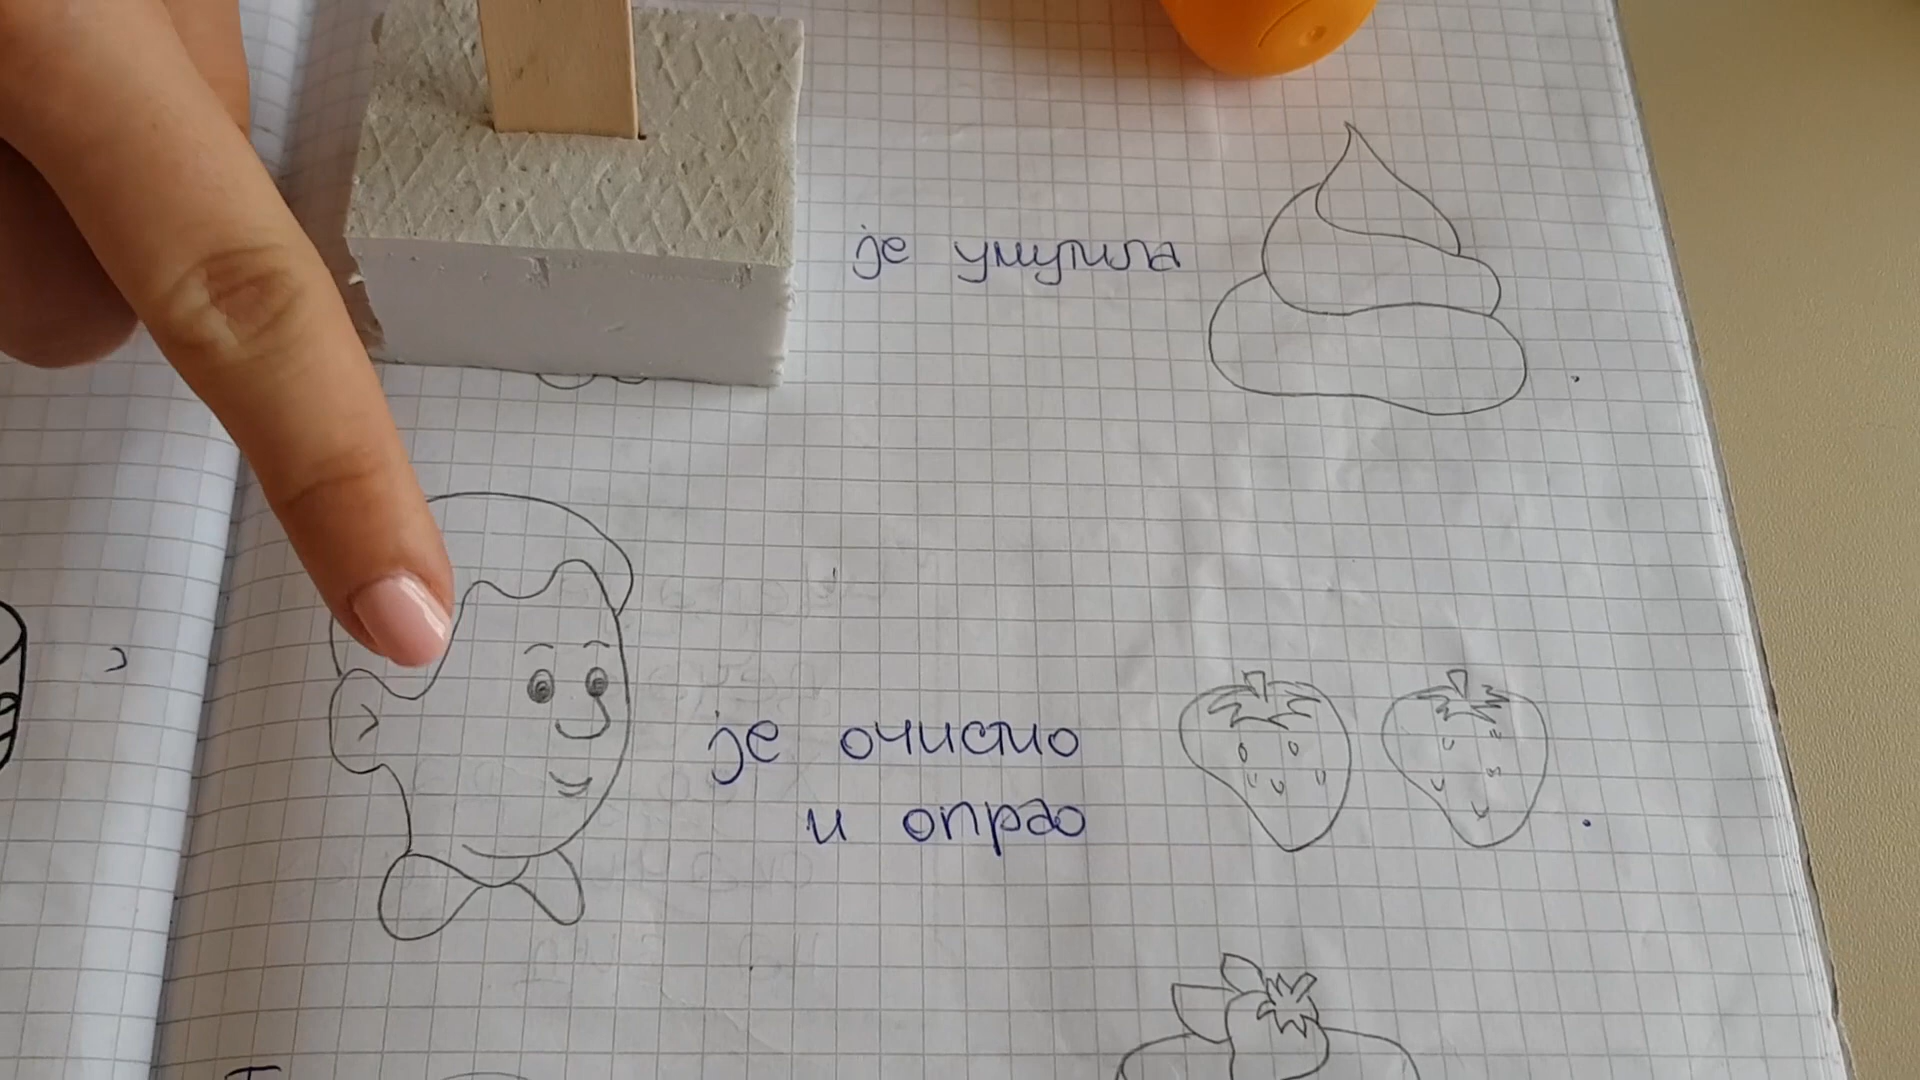 је умутила
.
,
је очистио
и опрао
.